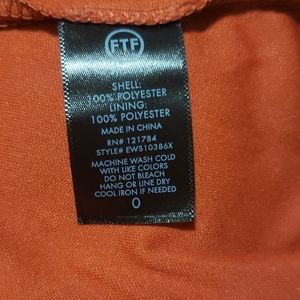 FTF
SHELL:
100% POLYESTER
LINING:
100% POLYESTER
MADE IN CHINA
RN# 121784
STYLE# EWS10386X
MACHINE WASH COLD
WITH LIKE COLORS
DO NOT BLEACH
HANG OR LINE DRY
COOL IRON IF NEEDED
0